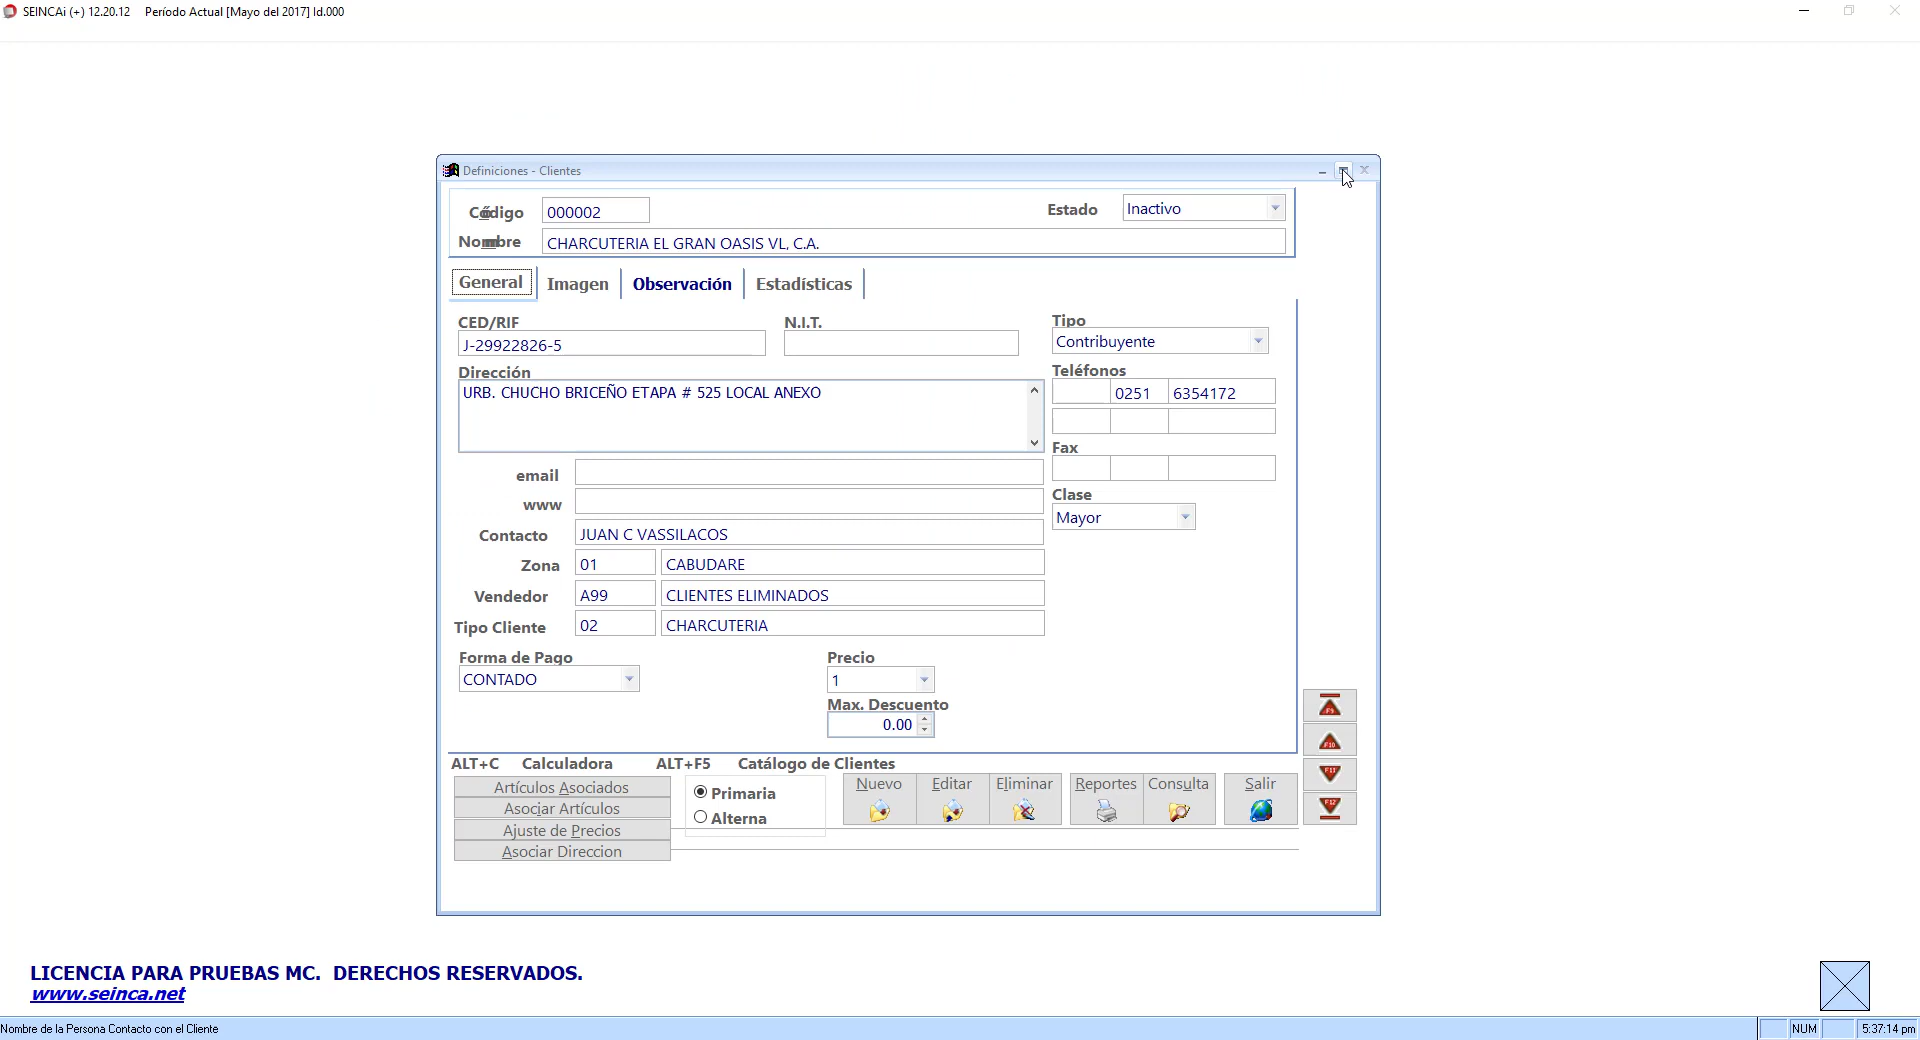 SEINCAi (+) 12.20.12    Período Actual [Mayo del 2017] Id.000
Definiciones - Clientes
Código 000002 Estado Inactivo
Nombre CHARCUTERIA EL GRAN OASIS VL, C.A.
General Imagen Observación Estadísticas
CED/RIF N.I.T. Tipo
J-29922826-5 Contribuyente
Dirección Teléfonos
URB. CHUCHO BRICEÑO ETAPA # 525 LOCAL ANEXO 0251 6354172
Fax
email
www Clase
Mayor
Contacto JUAN C VASSILACOS
Zona 01 CABUDARE
Vendedor A99 CLIENTES ELIMINADOS
Tipo Cliente 02 CHARCUTERIA
Forma de Pago Precio
CONTADO 1
Max. Descuento
0.00
F9
F10
F11
F12
ALT+C Calculadora ALT+F5 Catálogo de Clientes
Artículos Asociados
Asociar Artículos
Ajuste de Precios
Asociar Direccion
Primaria
Alterna
Nuevo Editar Eliminar Reportes Consulta Salir
LICENCIA PARA PRUEBAS MC.  DERECHOS RESERVADOS.
www.seinca.net
Nombre de la Persona Contacto con el Cliente NUM 5:37:14 pm